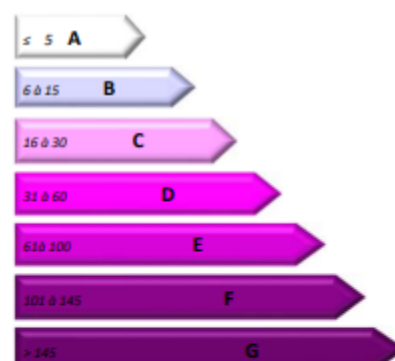 ≤ 5 A
6 à 15 B
16 à 30 C
31 à 60 D
61à 100 E
101 à 145 F
> 145 G